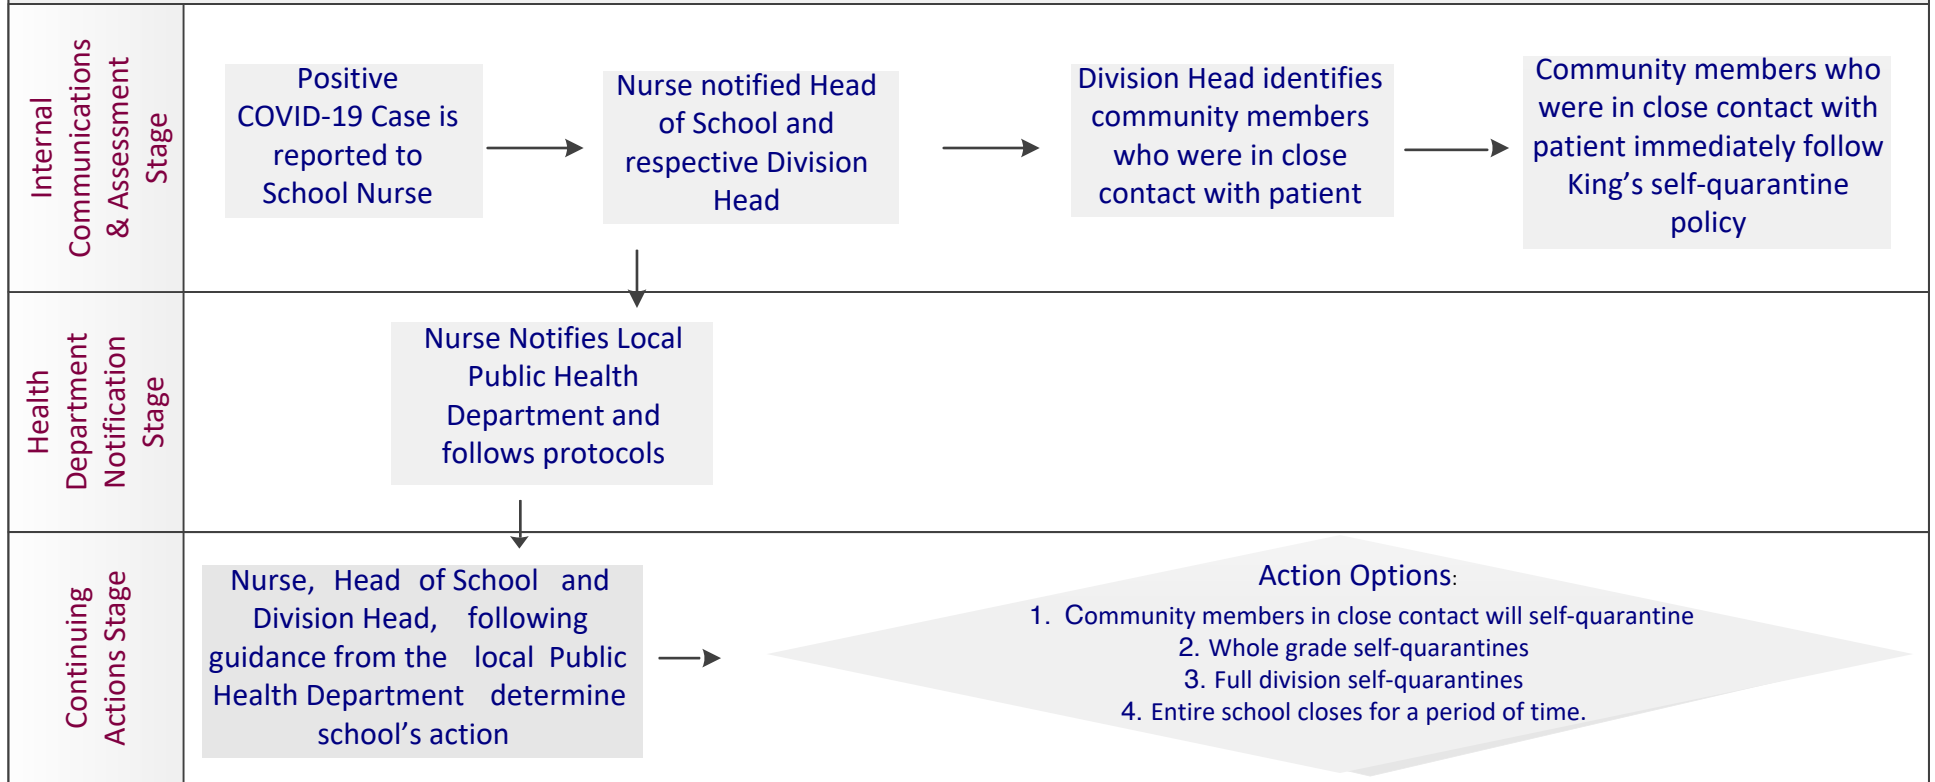 Internal
Communications
& Assessment
Stage
Positive
COVID-19 Case is
reported to
School Nurse
Nurse notified Head
of School and
respective Division
Head
Division Head identifies
community members
who were in close
contact with patient
Community members who
were in close contact with
patient immediately follow
King’s self-quarantine
policy
Health
Department
Notification
Stage
Nurse Notifies Local
Public Health
Department and
follows protocols
Continuing
Actions Stage
Nurse, Head of School and
Division Head, following
guidance from the local Public
Health Department determine
school’s action
Action Options:
1. Community members in close contact will self-quarantine
2. Whole grade self-quarantines
3. Full division self-quarantines
4. Entire school closes for a period of time.